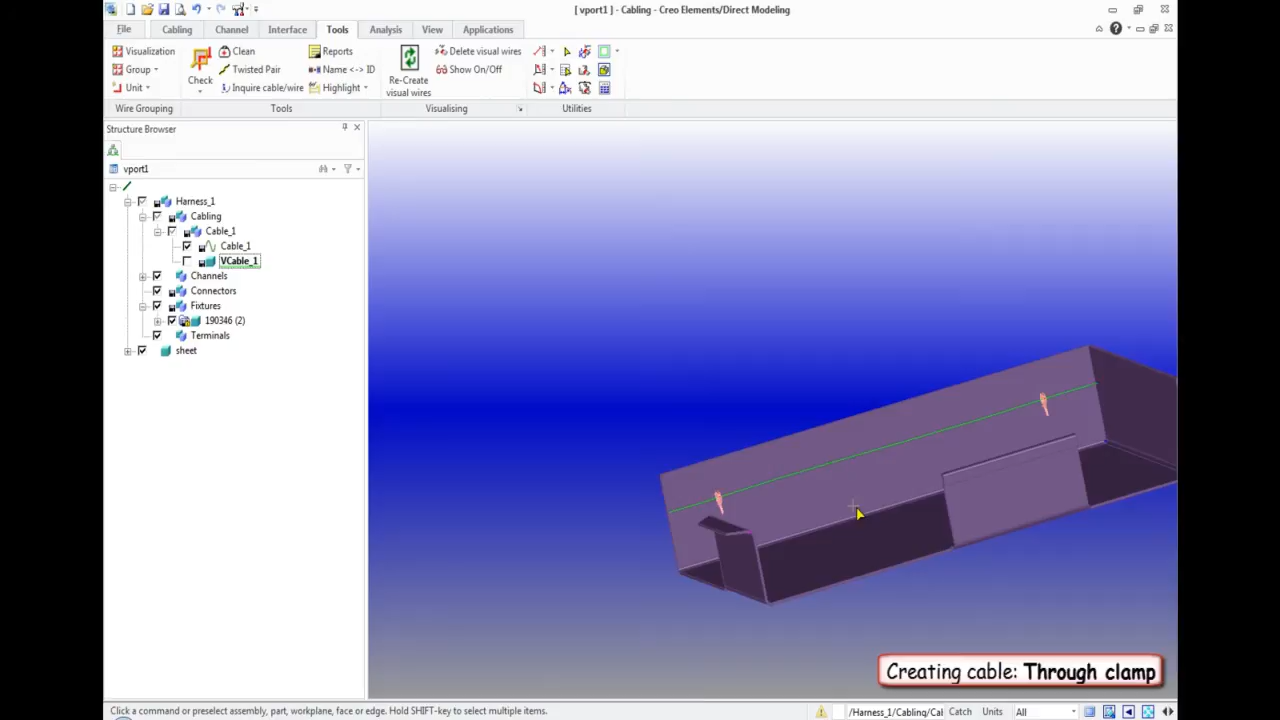 [ vport1 ] - Cabling - Creo Elements/Direct Modeling
File Cabling Channel Interface Tools Analysis View Applications
Visualization Clean Reports Delete visual wires
Group Check Twisted Pair Name <-> ID Re-Create visual wires Show On/Off
Unit Inquire cable/wire Highlight
Wire Grouping Tools Visualising Utilities
Structure Browser
vport1
Harness_1
Cabling
Cable_1
Cable_1
VCable_1
Channels
Connectors
Fixtures
190346 (2)
Terminals
sheet
Creating cable: Through clamp
Click a command or preselect assembly, part, workplane, face or edge. Hold SHIFT-key to select multiple items. /Harness_1/Cabling/Cal Catch Units All